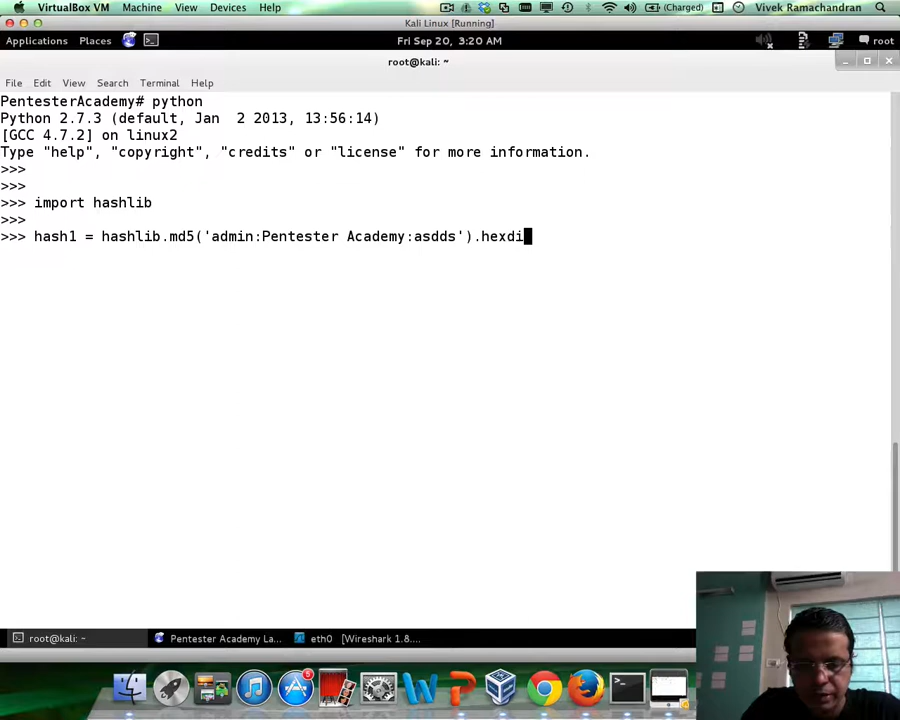 VirtualBox VM Machine View Devices Help (Charged) Vivek Ramachandran
Kali Linux [Running]
Applications Places Fri Sep 20, 3:20 AM root
root@kali: ~
File Edit View Search Terminal Help
PentesterAcademy# python
Python 2.7.3 (default, Jan  2 2013, 13:56:14)
[GCC 4.7.2] on linux2
Type "help", "copyright", "credits" or "license" for more information.
>>>
>>>
>>> import hashlib
>>>
>>> hash1 = hashlib.md5('admin:Pentester Academy:asdds').hexdi
root@kali: ~ Pentester Academy La... eth0 [Wireshark 1.8....